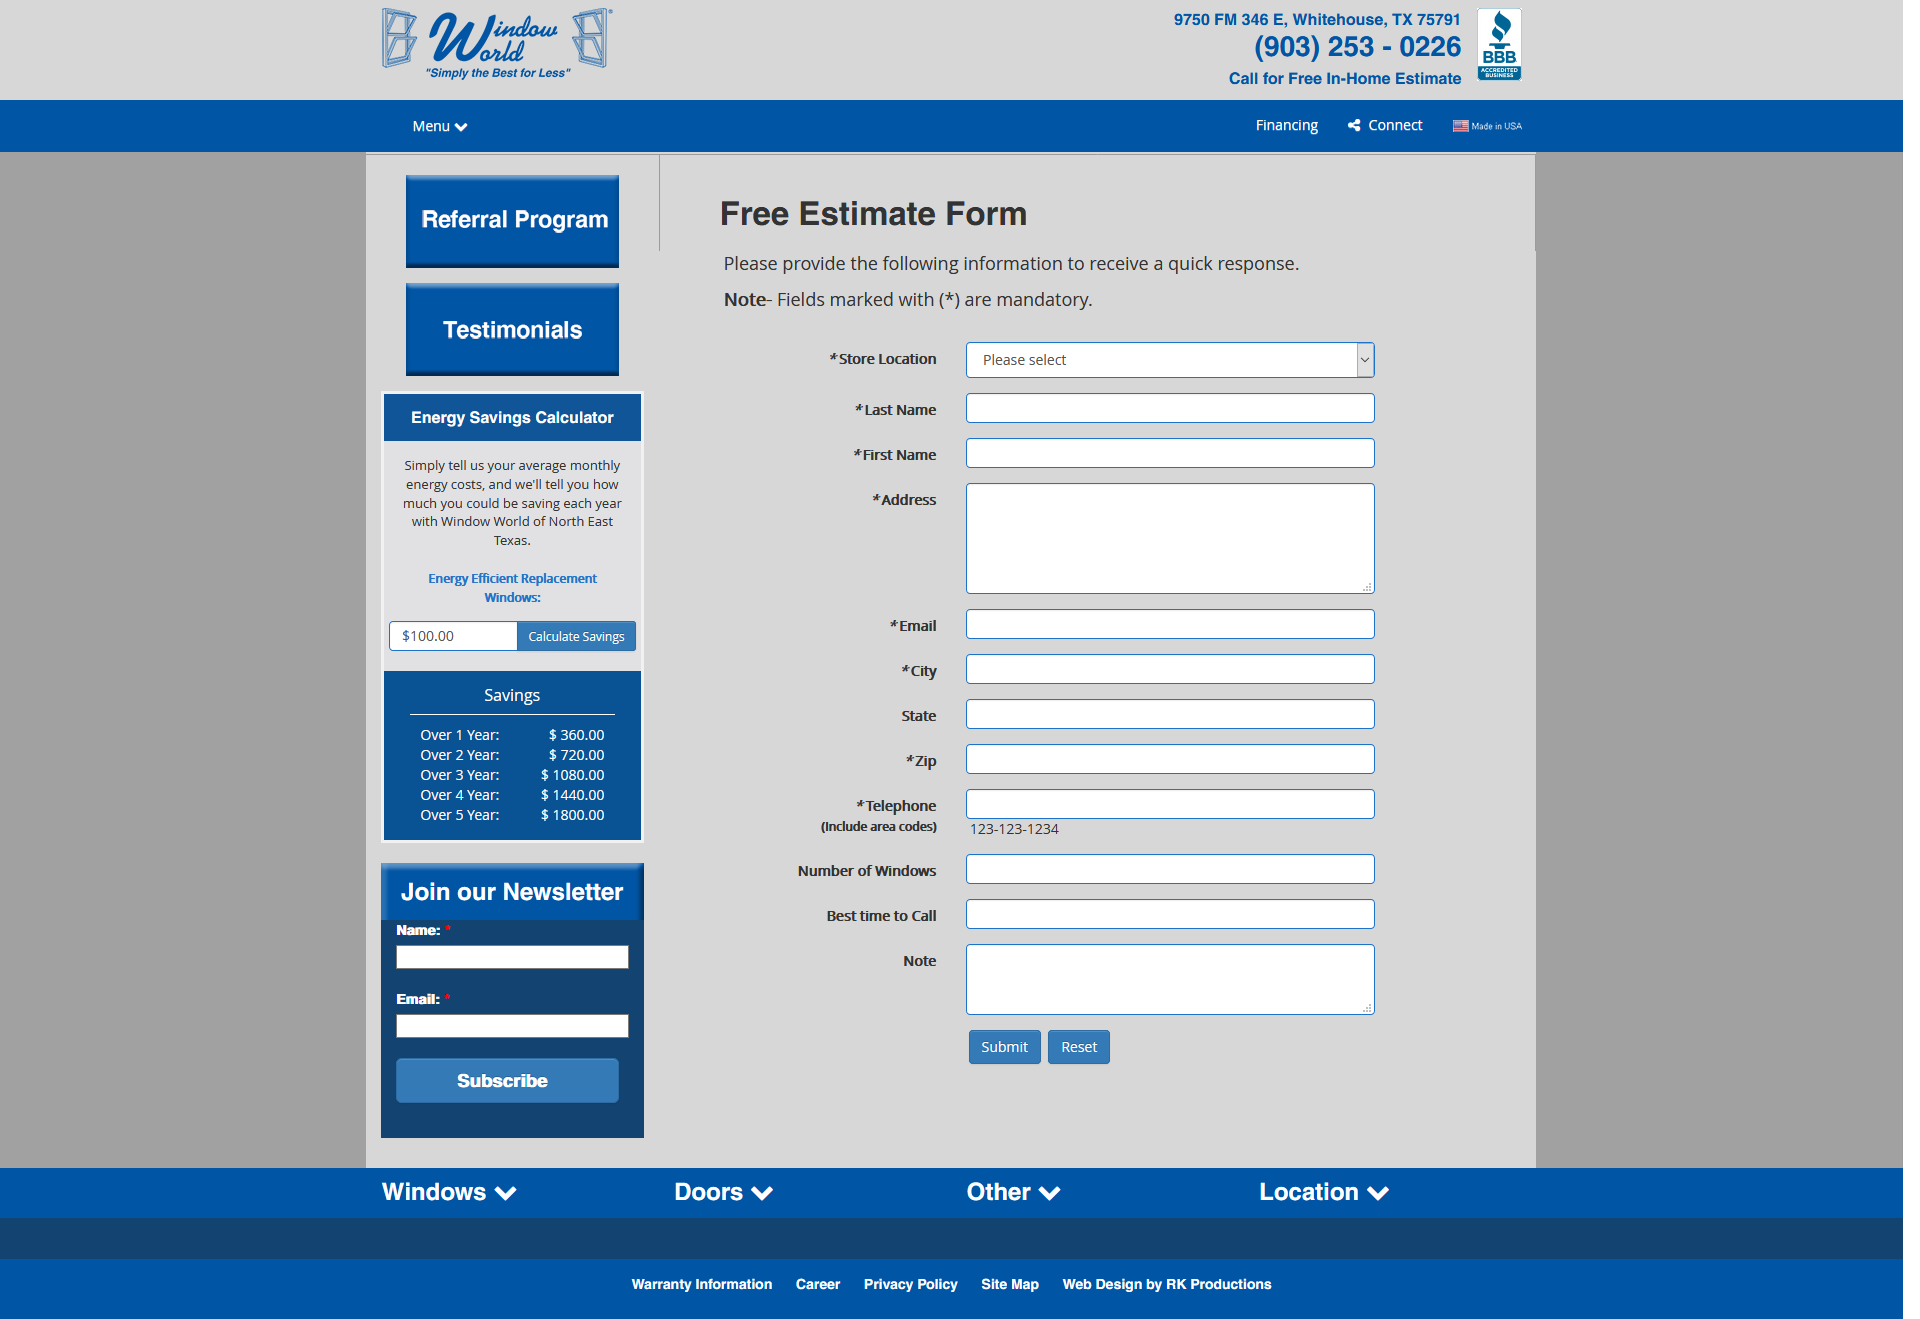 Window
World
"Simply the Best for Less"
9750 FM 346 E, Whitehouse, TX 75791
(903) 253 - 0226
Call for Free In-Home Estimate
BBB
ACCREDITED
BUSINESS
Menu
Financing
Connect
Made in USA
Referral Program
Testimonials
Energy Savings Calculator
Simply tell us your average monthly
energy costs, and we'll tell you how
much you could be saving each year
with Window World of North East
Texas.
Energy Efficient Replacement
Windows:
$100.00
Calculate Savings
Savings
Over 1 Year: $ 360.00
Over 2 Year: $ 720.00
Over 3 Year: $ 1080.00
Over 4 Year: $ 1440.00
Over 5 Year: $ 1800.00
Join our Newsletter
Name: *
Email: *
Subscribe
Free Estimate Form
Please provide the following information to receive a quick response.
Note- Fields marked with (*) are mandatory.
*Store Location
Please select
*Last Name
*First Name
*Address
*Email
*City
State
*Zip
*Telephone
(Include area codes)
123-123-1234
Number of Windows
Best time to Call
Note
Submit
Reset
Windows
Doors
Other
Location
Warranty Information
Career
Privacy Policy
Site Map
Web Design by RK Productions